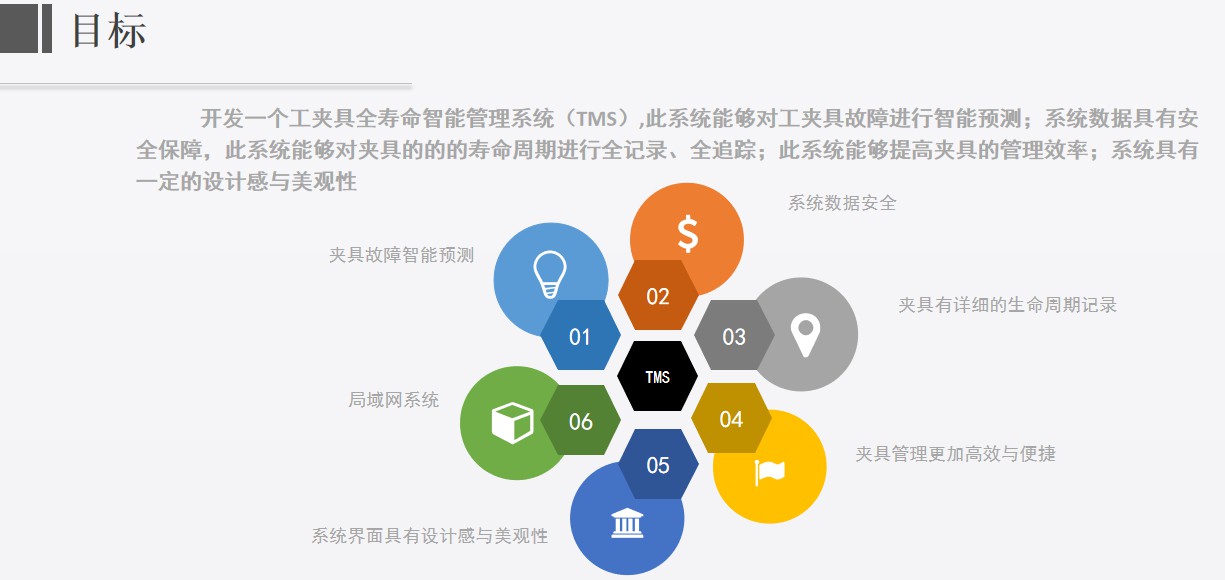 目标
开发一个工夹具全寿命智能管理系统（TMS）,此系统能够对工夹具故障进行智能预测；系统数据具有安
全保障，此系统能够对夹具的的的寿命周期进行全记录、全追踪；此系统能够提高夹具的管理效率；系统具有
一定的设计感与美观性
系统数据安全
夹具故障智能预测
$
02
夹具有详细的生命周期记录
01
03
TMS
局域网系统
06
04
夹具管理更加高效与便捷
05
系统界面具有设计感与美观性